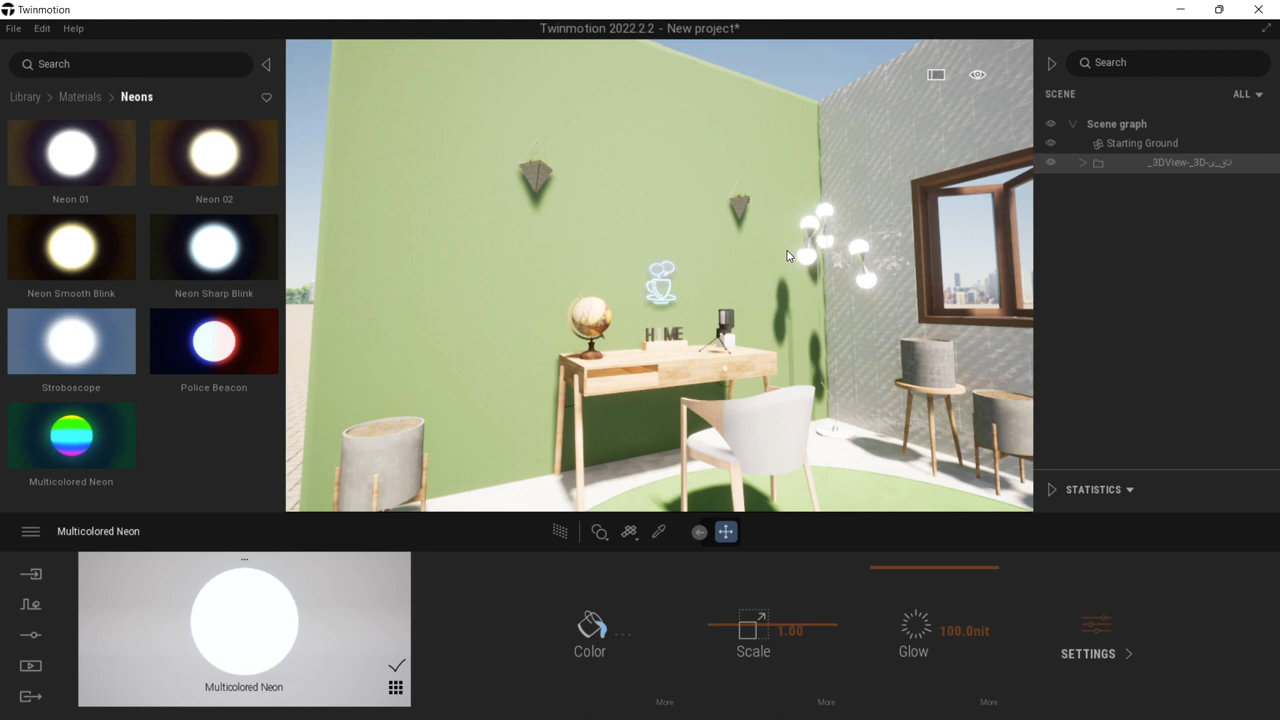 Twinmotion
File Edit Help
Twinmotion 2022.2.2 - New project*
Search
Library > Materials > Neons
Neon 01
Neon 02
Neon Smooth Blink
Neon Sharp Blink
Stroboscope
Police Beacon
Multicolored Neon
HOME
Search
SCENE
ALL
Scene graph
Starting Ground
STATISTICS
Multicolored Neon
...
Multicolored Neon
Color
...
Scale
1.00
Glow
100.0nit
SETTINGS
More
More
More